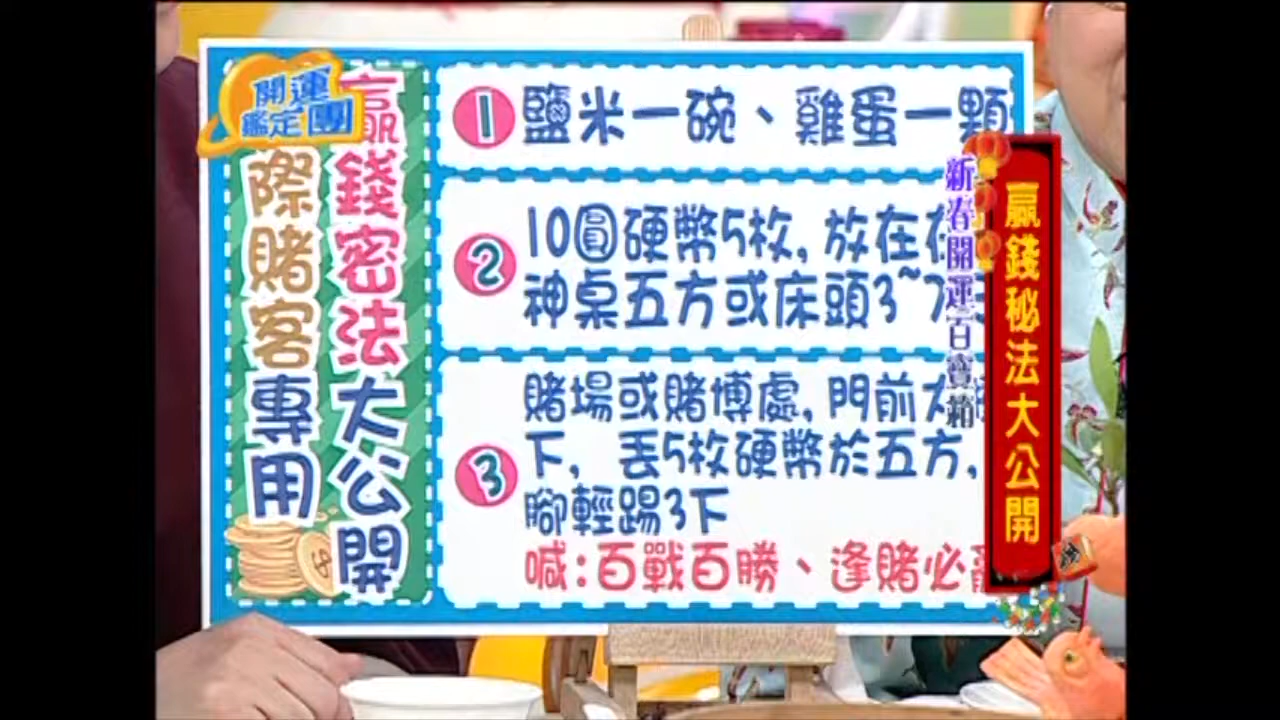 開運
鑑定團
贏錢密法大公開
際賭客專用
1 鹽米一碗、雞蛋一顆
2 10圓硬幣5枚,放在
神桌五方或床頭3~7
3 賭場或賭博處,門前
下, 丟5枚硬幣於五方,
腳輕踢3下
喊:百戰百勝、逢賭必
新春開運百寶箱
贏錢秘法大公開